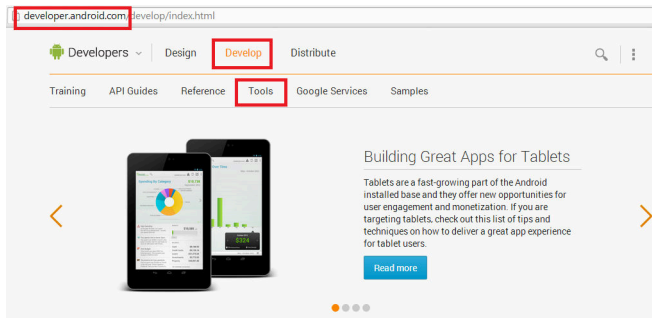 developer.android.com/develop/index.html
Developers Design Develop Distribute
Training API Guides Reference Tools Google Services Samples
Building Great Apps for Tablets
Tablets are a fast-growing part of the Android
installed base and they offer new opportunities for
user engagement and monetization. If you are
targeting tablets, check out this list of tips and
techniques on how to deliver a great app experience
for tablet users.
Read more
$324